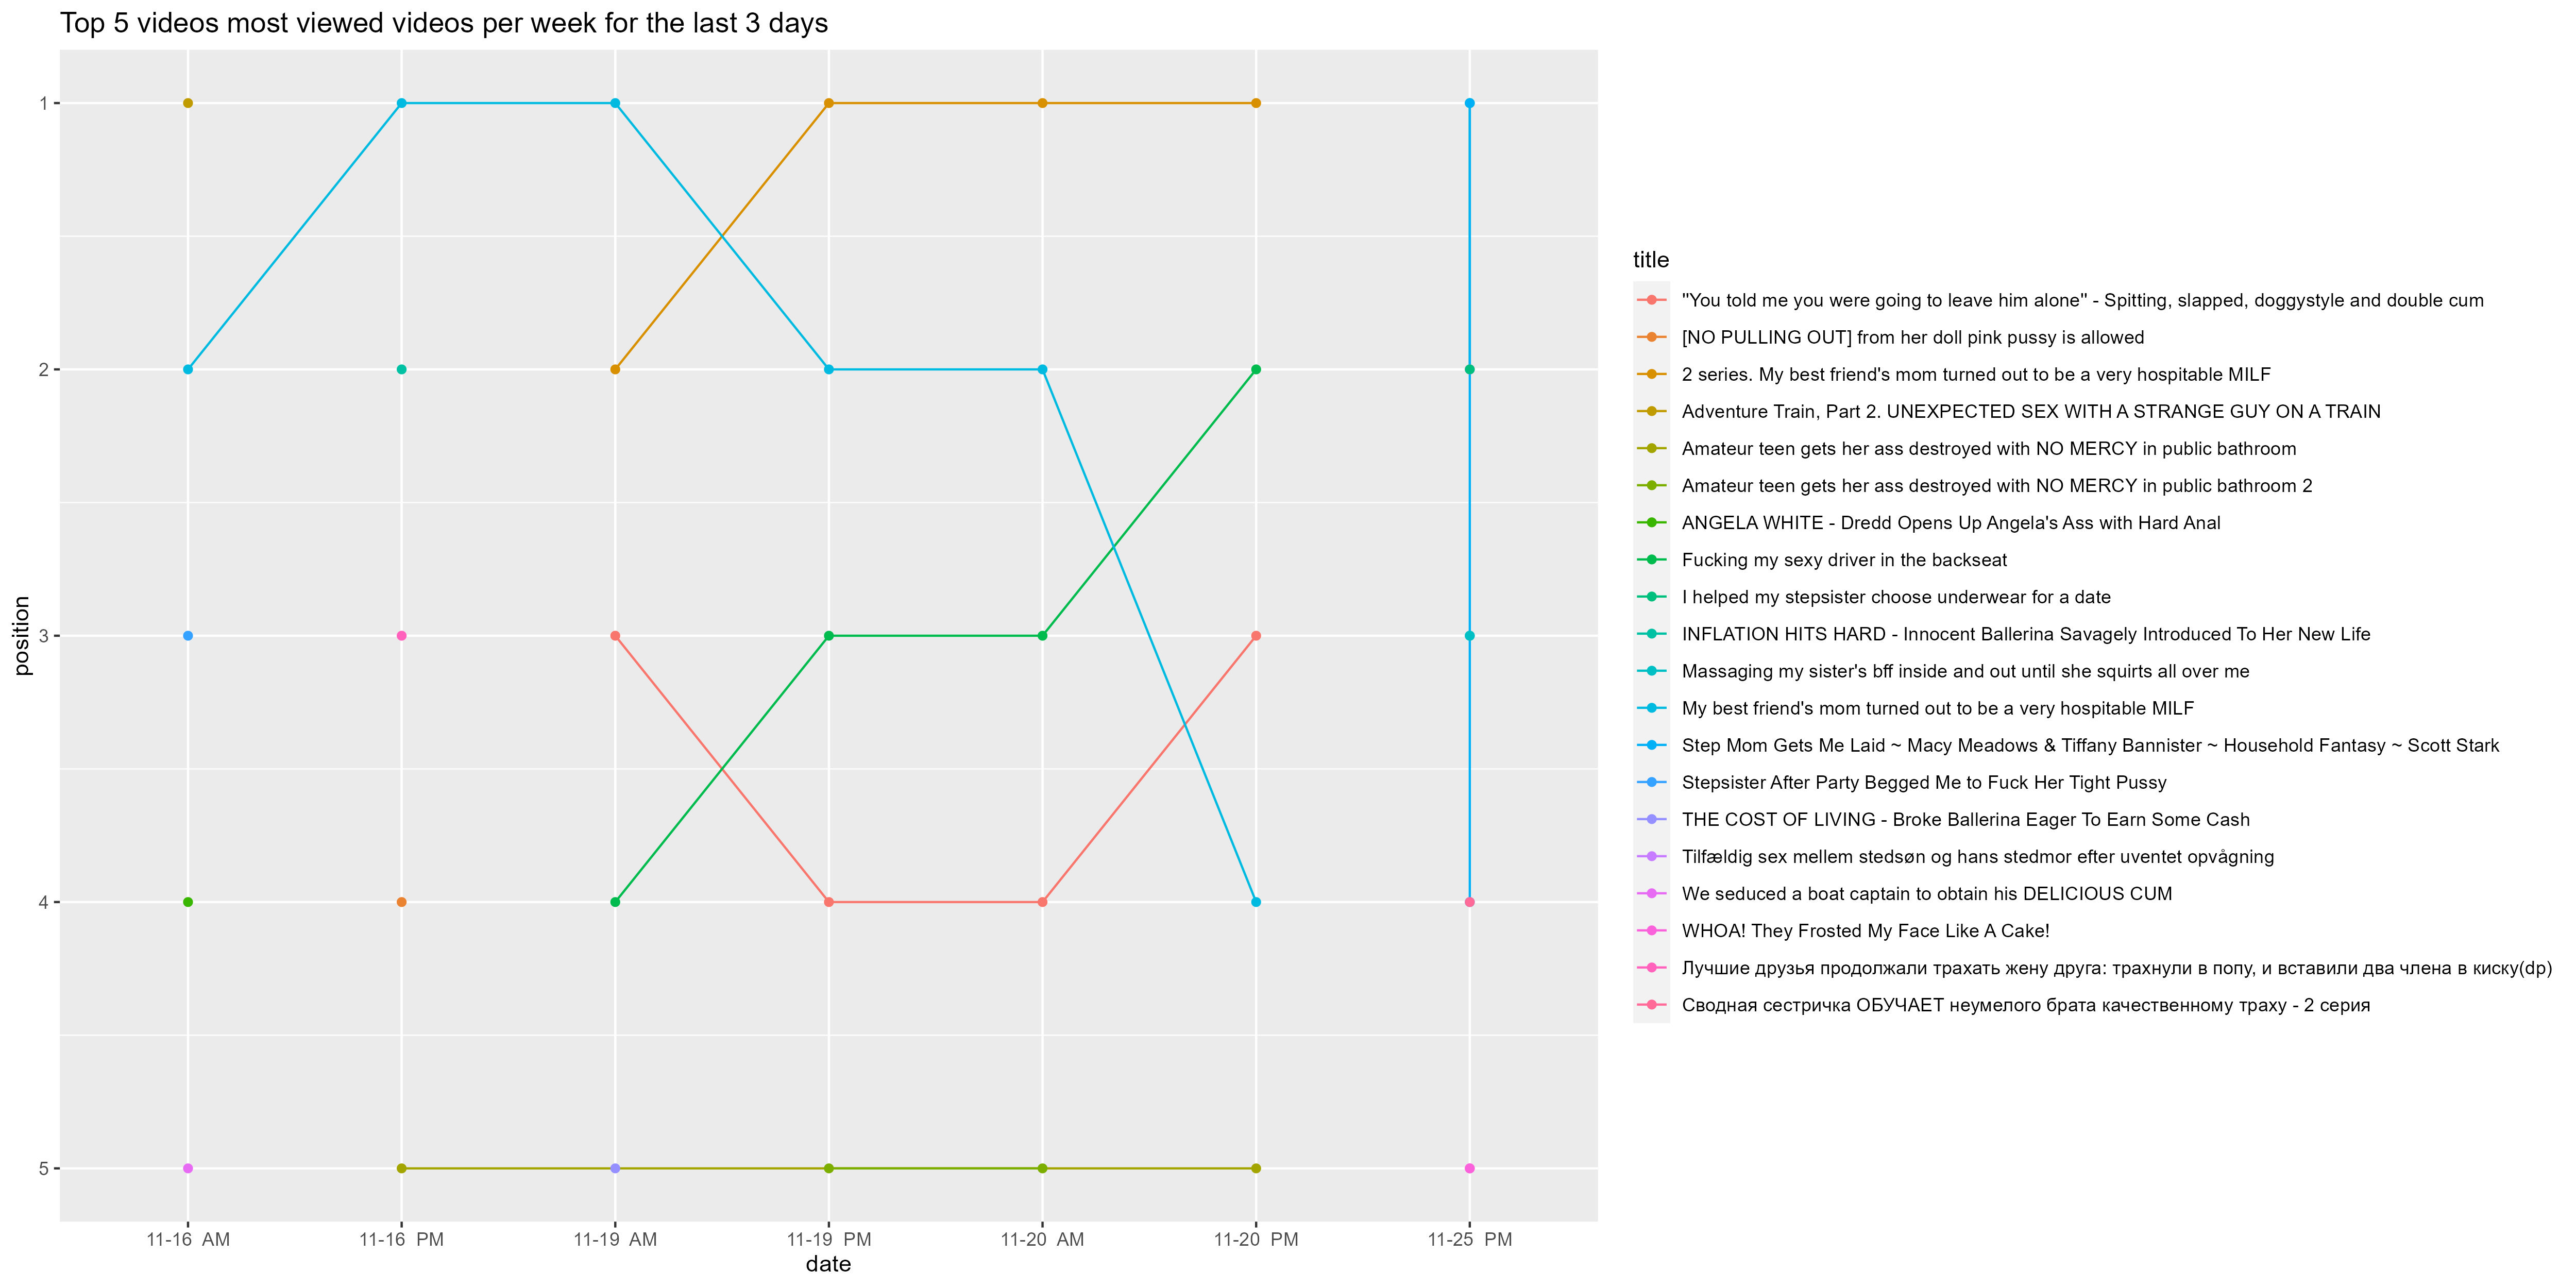 Top 5 videos most viewed videos per week for the last 3 days
position
1
2
3
4
5
11-16 AM
11-16 PM
11-19 AM
11-19 PM
11-20 AM
11-20 PM
11-25 PM
date
title
"You told me you were going to leave him alone" - Spitting, slapped, doggystyle and double cum
[NO PULLING OUT] from her doll pink pussy is allowed
2 series. My best friend's mom turned out to be a very hospitable MILF
Adventure Train, Part 2. UNEXPECTED SEX WITH A STRANGE GUY ON A TRAIN
Amateur teen gets her ass destroyed with NO MERCY in public bathroom
Amateur teen gets her ass destroyed with NO MERCY in public bathroom 2
ANGELA WHITE - Dredd Opens Up Angela's Ass with Hard Anal
Fucking my sexy driver in the backseat
I helped my stepsister choose underwear for a date
INFLATION HITS HARD - Innocent Ballerina Savagely Introduced To Her New Life
Massaging my sister's bff inside and out until she squirts all over me
My best friend's mom turned out to be a very hospitable MILF
Step Mom Gets Me Laid ~ Macy Meadows & Tiffany Bannister ~ Household Fantasy ~ Scott Stark
Stepsister After Party Begged Me to Fuck Her Tight Pussy
THE COST OF LIVING - Broke Ballerina Eager To Earn Some Cash
Tilfældig sex mellem stedsøn og hans stedmor efter uventet opvågning
We seduced a boat captain to obtain his DELICIOUS CUM
WHOA! They Frosted My Face Like A Cake!
Лучшие друзья продолжали трахать жену друга: трахнули в попу, и вставили два члена в киску(dp)
Сводная сестричка ОБУЧАЕТ неумелого брата качественному траху - 2 серия